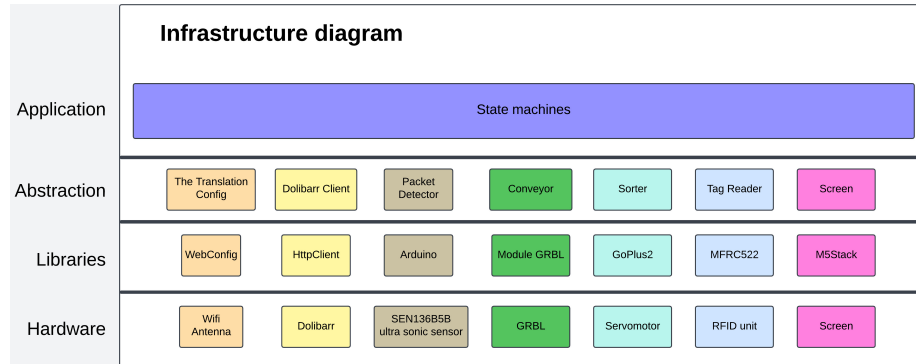 Infrastructure diagram
Application
State machines
Abstraction
The Translation
Config
Dolibarr Client
Packet
Detector
Conveyor
Sorter
Tag Reader
Screen
Libraries
WebConfig
HttpClient
Arduino
Module GRBL
GoPlus2
MFRC522
M5Stack
Hardware
Wifi
Antenna
Dolibarr
SEN136B5B
ultra sonic sensor
GRBL
Servomotor
RFID unit
Screen